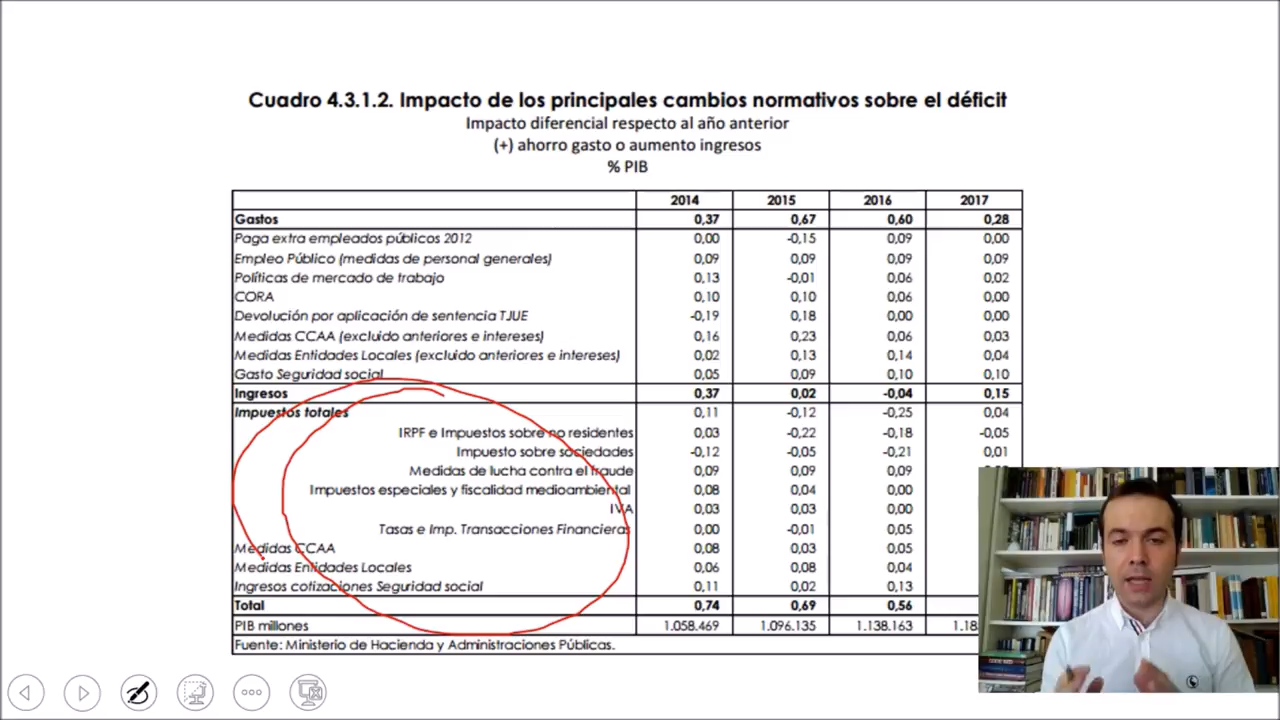 Cuadro 4.3.1.2. Impacto de los principales cambios normativos sobre el déficit
Impacto diferencial respecto al año anterior
(+) ahorro gasto o aumento ingresos
% PIB
2014 2015 2016 2017
Gastos 0,37 0,67 0,60 0,28
Paga extra empleados públicos 2012 0,00 -0,15 0,09 0,00
Empleo Público (medidas de personal generales) 0,09 0,09 0,09 0,09
Políticas de mercado de trabajo 0,13 -0,01 0,06 0,02
CORA 0,10 0,10 0,06 0,00
Devolución por aplicación de sentencia TJUE -0,19 0,18 0,00 0,00
Medidas CCAA (excluido anteriores e intereses) 0,16 0,23 0,06 0,03
Medidas Entidades Locales (excluido anteriores e intereses) 0,02 0,13 0,14 0,04
Gasto Seguridad social 0,05 0,09 0,10 0,10
Ingresos 0,37 0,02 -0,04 0,15
Impuestos totales 0,11 -0,12 -0,25 0,04
IRPF e Impuestos sobre no residentes 0,03 -0,22 -0,18 -0,05
Impuesto sobre sociedades -0,12 -0,05 -0,21 0,01
Medidas de lucha contra el fraude 0,09 0,09 0,09
Impuestos especiales y fiscalidad medioambiental 0,08 0,04 0,00
IVA 0,03 0,03 0,00
Tasas e Imp. Transacciones Financieras 0,00 -0,01 0,05
Medidas CCAA 0,08 0,03 0,05
Medidas Entidades Locales 0,06 0,08 0,04
Ingresos cotizaciones Seguridad social 0,11 0,02 0,13
Total 0,74 0,69 0,56
PIB millones 1.058.469 1.096.135 1.138.163 1.18
Fuente: Ministerio de Hacienda y Administraciones Públicas.